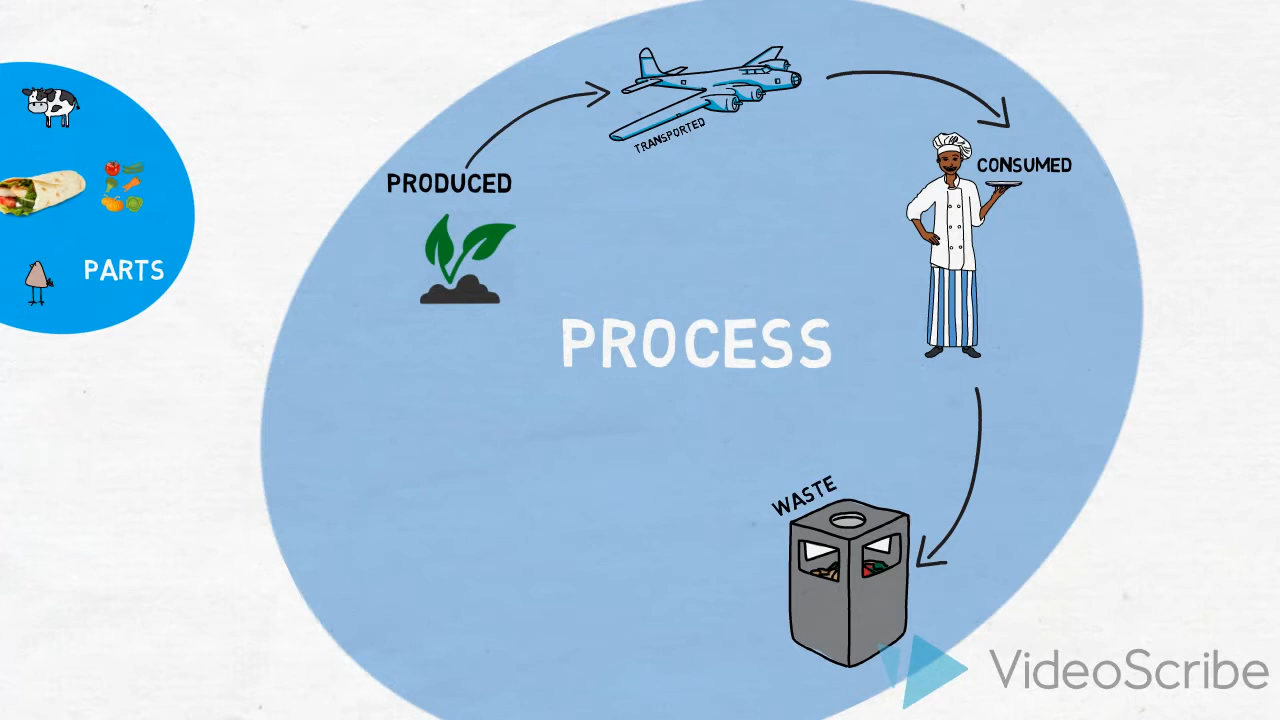 TRANSPORTED
CONSUMED
PRODUCED
PARTS
PROCESS
WASTE
VideoScribe